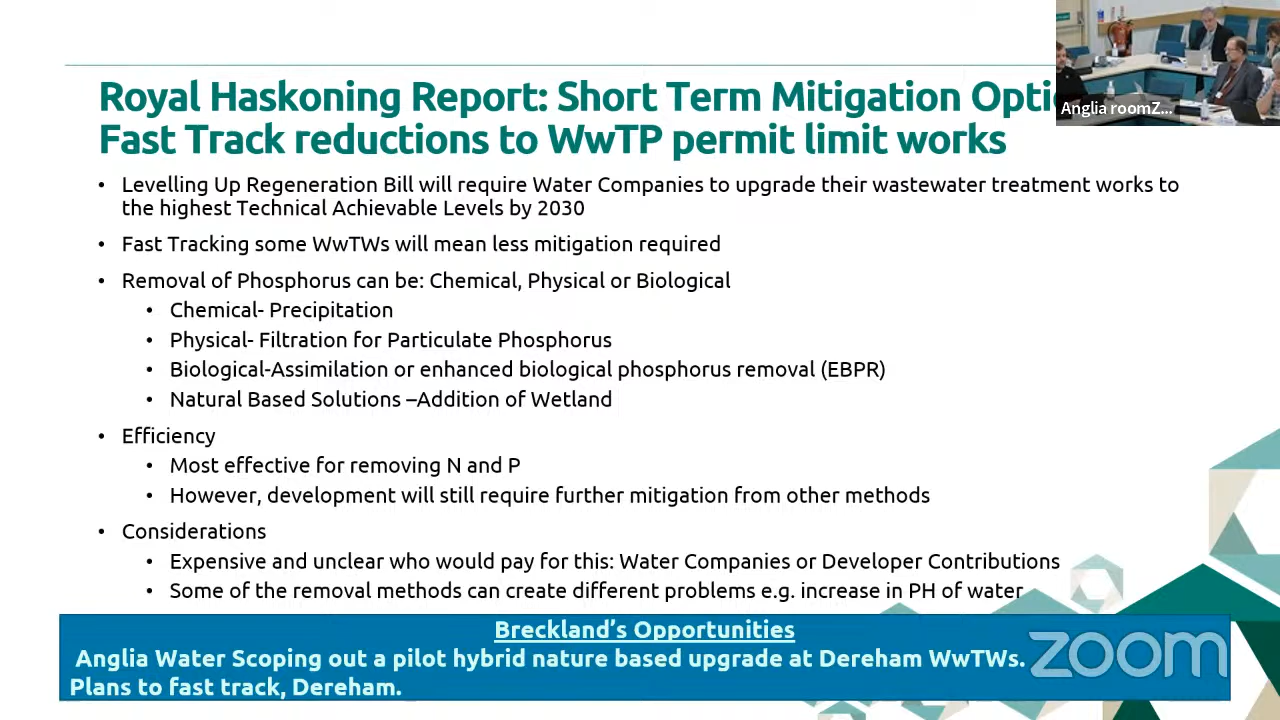 Royal Haskoning Report: Short Term Mitigation Opti
Fast Track reductions to WwTP permit limit works
• Levelling Up Regeneration Bill will require Water Companies to upgrade their wastewater treatment works to
the highest Technical Achievable Levels by 2030
• Fast Tracking some WwTWs will mean less mitigation required
• Removal of Phosphorus can be: Chemical, Physical or Biological
• Chemical- Precipitation
• Physical- Filtration for Particulate Phosphorus
• Biological-Assimilation or enhanced biological phosphorus removal (EBPR)
• Natural Based Solutions –Addition of Wetland
• Efficiency
• Most effective for removing N and P
• However, development will still require further mitigation from other methods
• Considerations
• Expensive and unclear who would pay for this: Water Companies or Developer Contributions
• Some of the removal methods can create different problems e.g. increase in PH of water
Breckland’s Opportunities
Anglia Water Scoping out a pilot hybrid nature based upgrade at Dereham WwTWs.
Plans to fast track, Dereham.
Anglia roomZ...
zoom